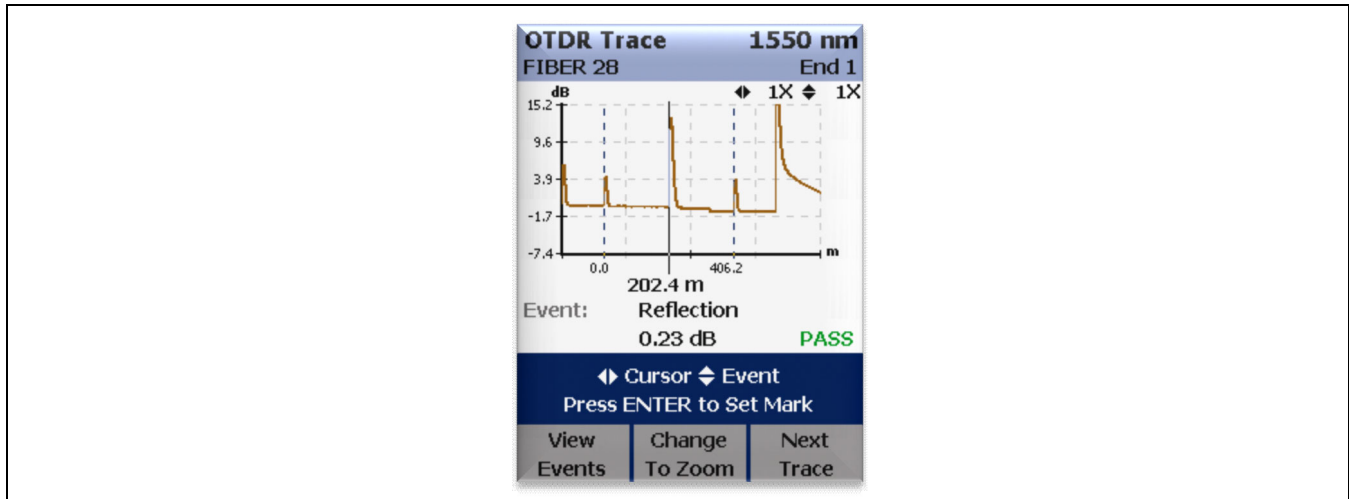 OTDR Trace 1550 nm
FIBER 28 End 1
dB 1X 1X
15.2
9.6
3.9
-1.7
-7.4 m
0.0 406.2
202.4 m
Event: Reflection
0.23 dB PASS
Cursor Event
Press ENTER to Set Mark
View Change Next
Events To Zoom Trace